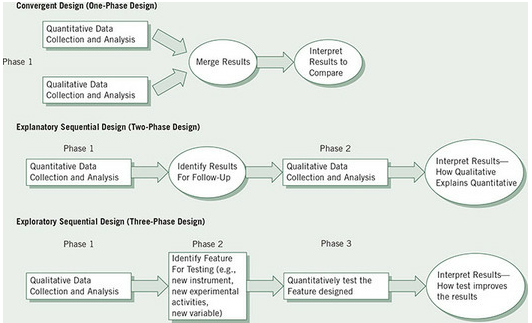 Convergent Design (One-Phase Design)
Quantitative Data
Collection and Analysis
Phase 1
Qualitative Data
Collection and Analysis
Merge Results
Interpret
Results to
Compare
Explanatory Sequential Design (Two-Phase Design)
Phase 1
Quantitative Data
Collection and Analysis
Identify Results
For Follow-Up
Phase 2
Qualitative Data
Collection and Analysis
Interpret Results—
How Qualitative
Explains Quantitative
Exploratory Sequential Design (Three-Phase Design)
Phase 1
Qualitative Data
Collection and Analysis
Phase 2
Identify Feature
For Testing (e.g.,
new instrument,
new experimental
activities,
new variable)
Phase 3
Quantitatively test the
Feature designed
Interpret Results—
How test improves
the results